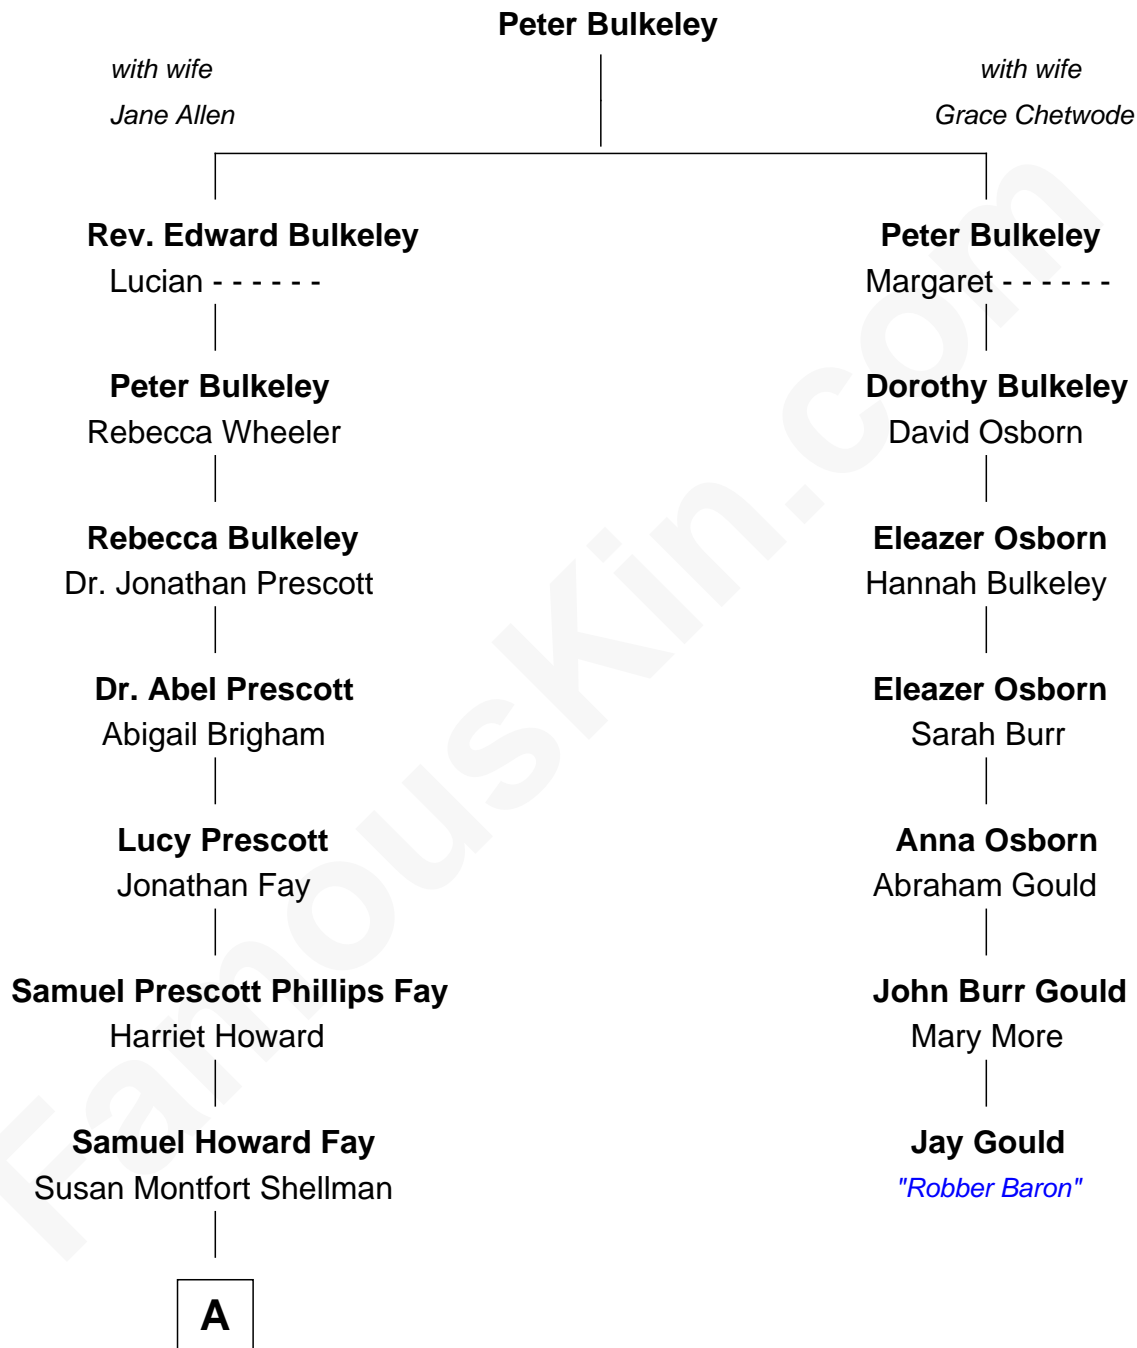 Peter Bulkeley
with wife
Jane Allen
with wife
Grace Chetwode
Rev. Edward Bulkeley
Lucian - - - - - -
Peter Bulkeley
Margaret - - - - - -
Peter Bulkeley
Rebecca Wheeler
Dorothy Bulkeley
David Osborn
Rebecca Bulkeley
Dr. Jonathan Prescott
Eleazer Osborn
Hannah Bulkeley
Dr. Abel Prescott
Abigail Brigham
Eleazer Osborn
Sarah Burr
Lucy Prescott
Jonathan Fay
Anna Osborn
Abraham Gould
Samuel Prescott Phillips Fay
Harriet Howard
John Burr Gould
Mary More
Samuel Howard Fay
Susan Montfort Shellman
Jay Gould
"Robber Baron"
A
FamousKin.com